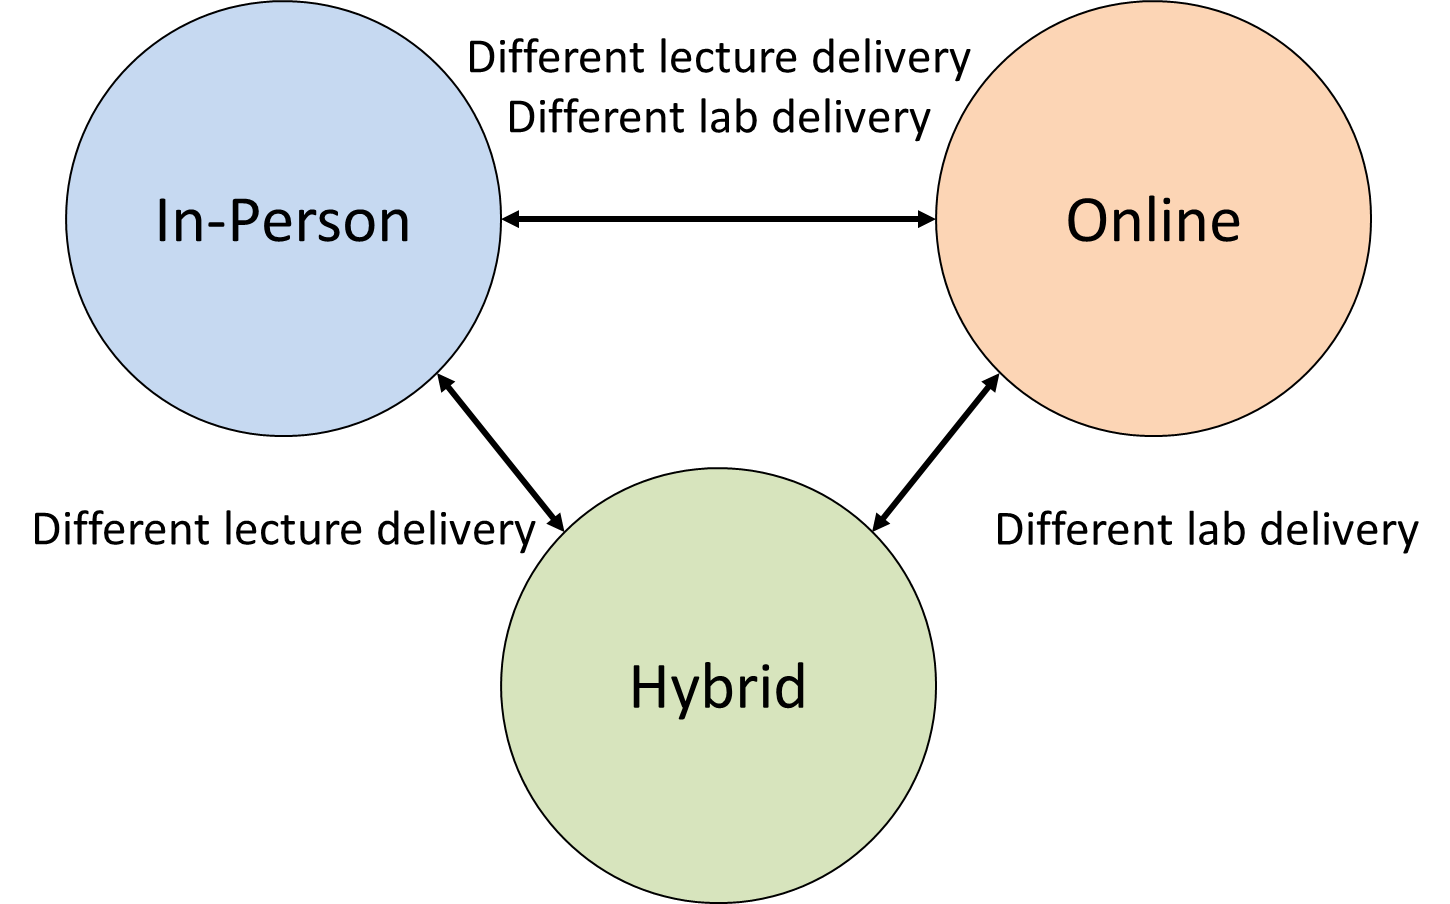 Different lecture delivery
Different lab delivery
In-Person
Online
Different lecture delivery
Different lab delivery
Hybrid